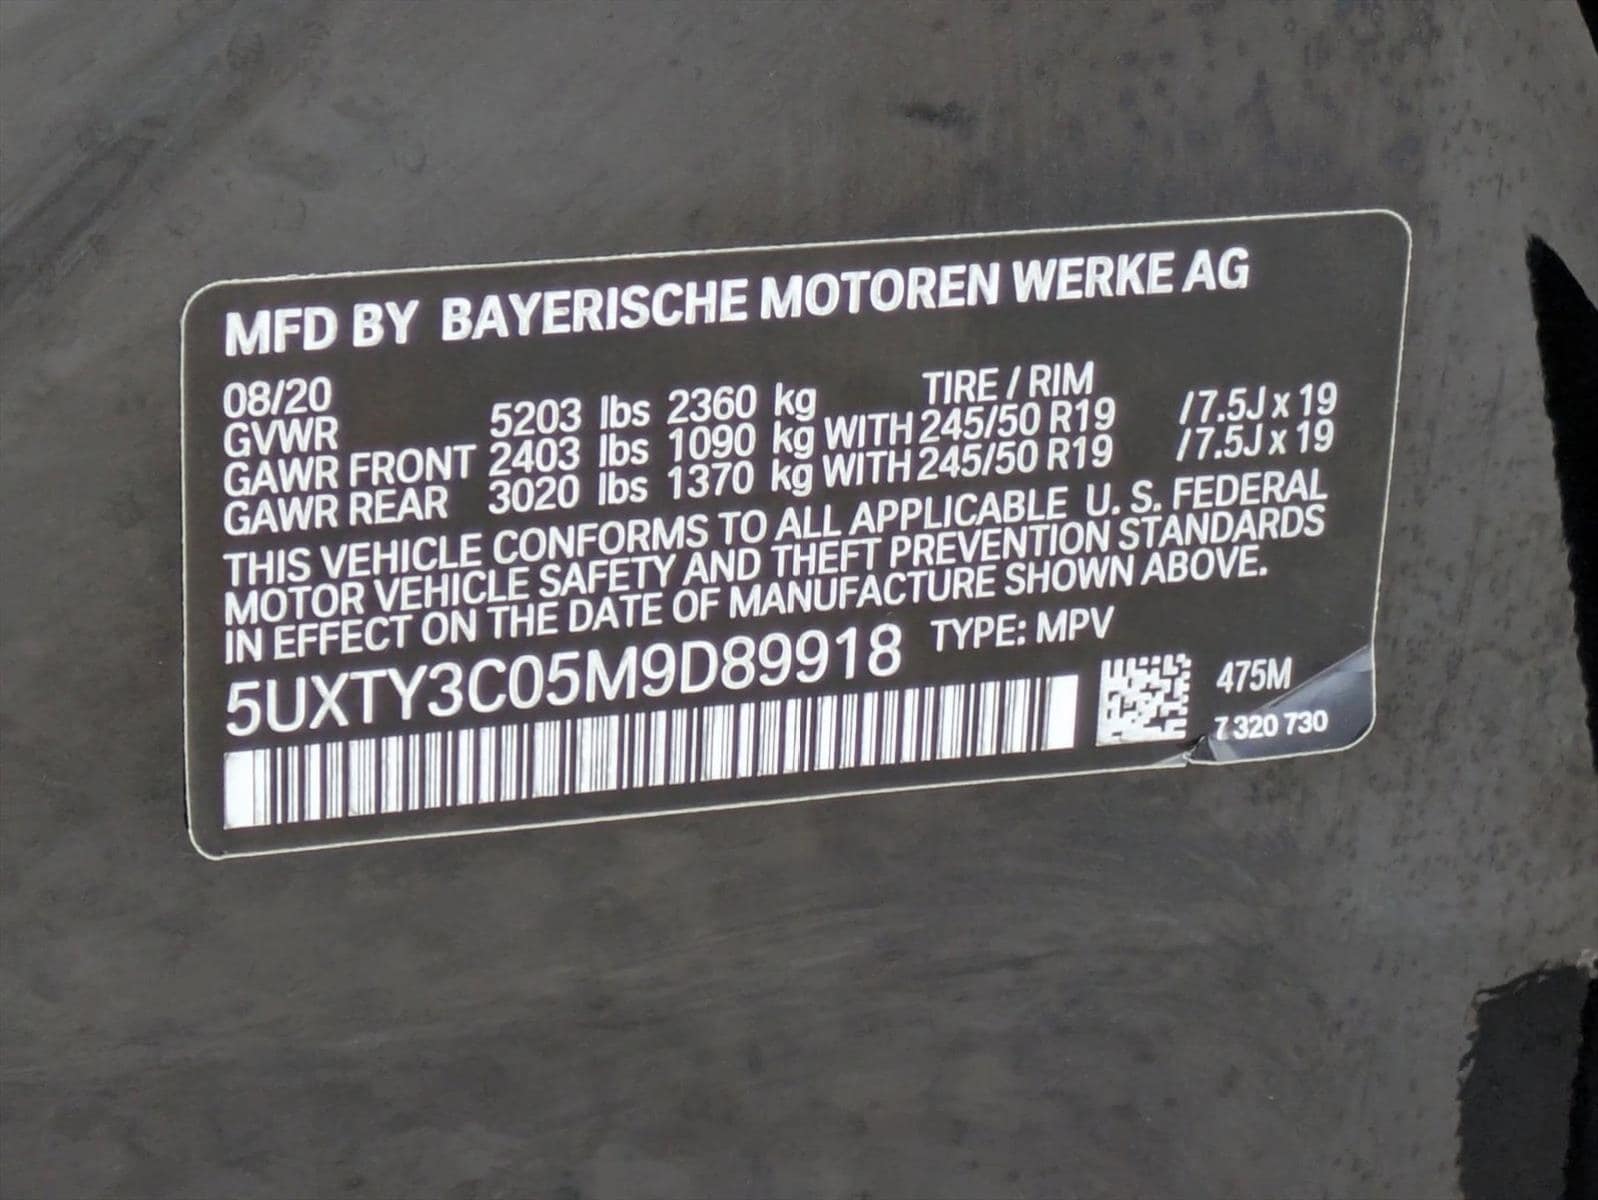 MFD BY BAYERISCHE MOTOREN WERKE AG
08/20 TIRE / RIM
GVWR 5203 lbs 2360 kg
GAWR FRONT 2403 lbs 1090 kg WITH 245/50 R19 /7.5J x 19
GAWR REAR 3020 lbs 1370 kg WITH 245/50 R19 /7.5J x 19
THIS VEHICLE CONFORMS TO ALL APPLICABLE U. S. FEDERAL
MOTOR VEHICLE SAFETY AND THEFT PREVENTION STANDARDS
IN EFFECT ON THE DATE OF MANUFACTURE SHOWN ABOVE.
5UXTY3C05M9D89918 TYPE: MPV
475M
7 320 730